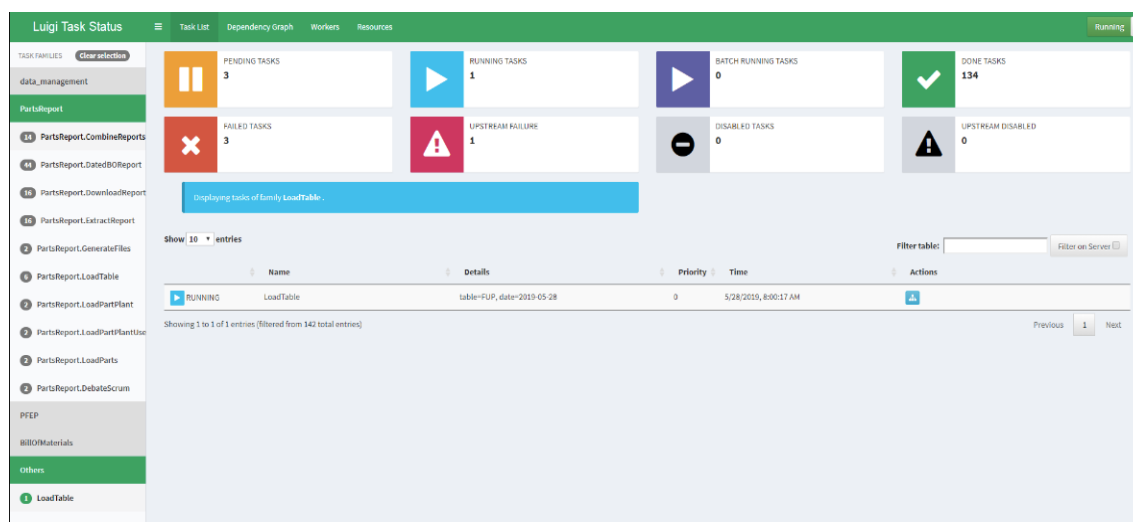 Luigi Task Status
Task List Dependency Graph Workers Resources
Running
TASK FAMILIES Clear selection
data_management
PartsReport
14 PartsReport.CombineReports
44 PartsReport.DatedBOReport
16 PartsReport.DownloadReport
16 PartsReport.ExtractReport
2 PartsReport.GenerateFiles
6 PartsReport.LoadTable
2 PartsReport.LoadPartPlant
2 PartsReport.LoadPartPlantUse
2 PartsReport.LoadParts
2 PartsReport.DebateScrum
PFEP
BillOfMaterials
Others
1 LoadTable
PENDING TASKS
3
RUNNING TASKS
1
BATCH RUNNING TASKS
0
DONE TASKS
134
FAILED TASKS
3
UPSTREAM FAILURE
1
DISABLED TASKS
0
UPSTREAM DISABLED
0
Displaying tasks of family LoadTable .
Show 10 entries
Filter table: Filter on Server
Name Details Priority Time Actions
RUNNING LoadTable table=FUP, date=2019-05-28 0 5/28/2019, 8:00:17 AM
Showing 1 to 1 of 1 entries (filtered from 142 total entries)
Previous 1 Next